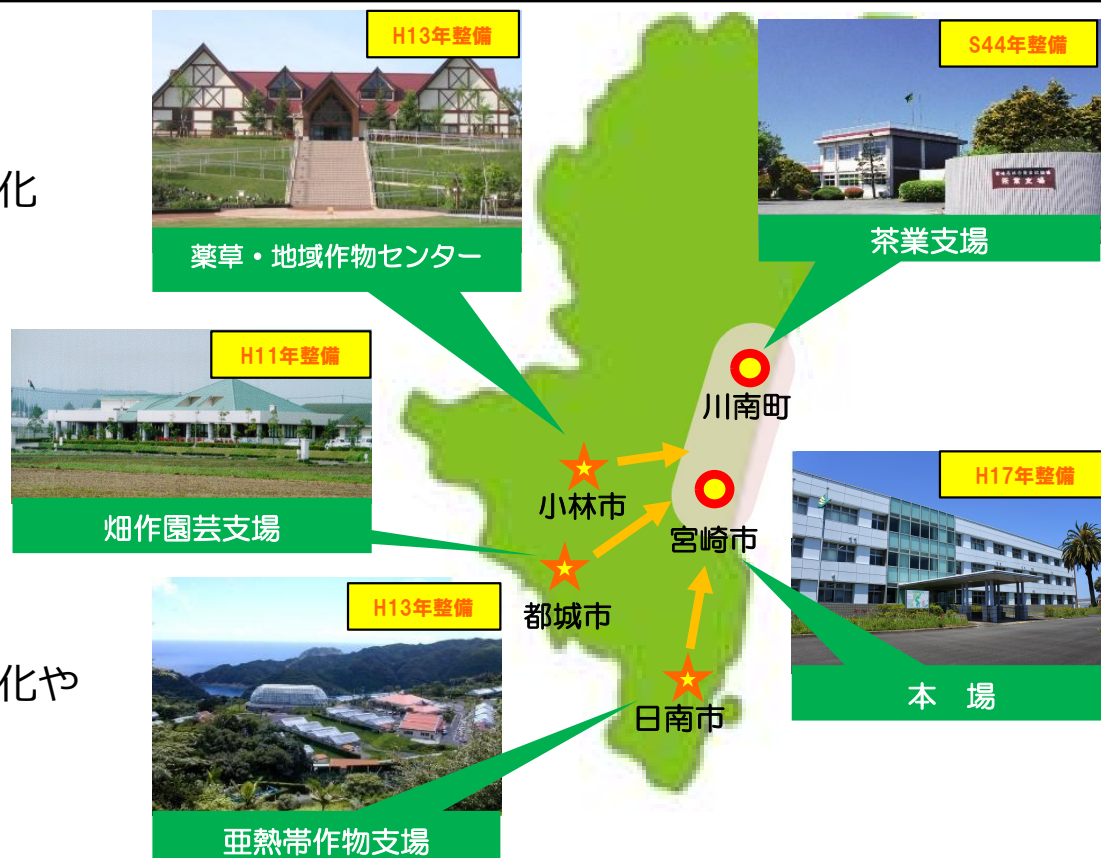 H13年整備
S44年整備
化
薬草・地域作物センター
茶業支場
茶業支場
H11年整備
川南町
畑作園芸支場
小林市
宮崎市
H17年整備
都城市
H13年整備
化や
本　場
日南市
亜熱帯作物支場